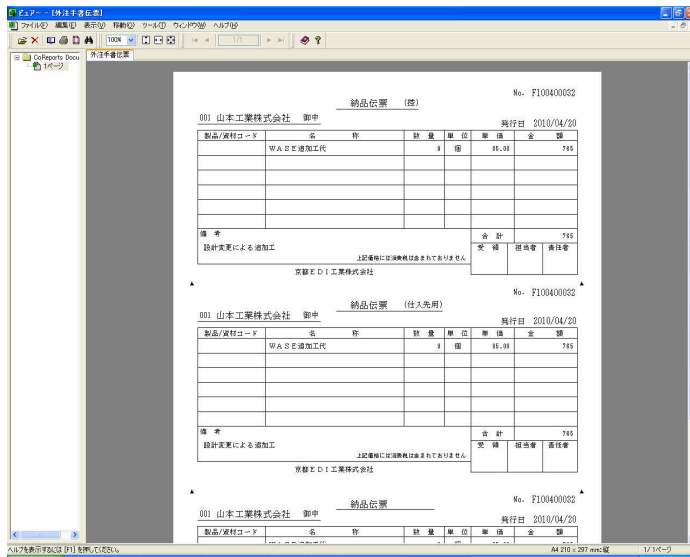 ビュアー - [外注手書伝票]
ファイル(F) 編集(E) 表示(V) 移動(O) ツール(T) ウィンドウ(W) ヘルプ(H)
100% 1/1
CoReports Docu
1ページ
外注手書伝票
No. F100400032
納品伝票 (控)
001 山本工業株式会社 御中
発行日 2010/04/20
製品/資材コード 名 称 数 量 単 位 単 価 金 額
WASE追加工代 9 個 85.00 765
備 考
合 計 765
設計変更による追加工
受 領 担当者 責任者
上記価格には消費税は含まれておりません
京都EDI工業株式会社
No. F100400032
納品伝票 (仕入先用)
001 山本工業株式会社 御中
発行日 2010/04/20
製品/資材コード 名 称 数 量 単 位 単 価 金 額
WASE追加工代 9 個 85.00 765
備 考
合 計 765
設計変更による追加工
受 領 担当者 責任者
上記価格には消費税は含まれておりません
京都EDI工業株式会社
No. F100400032
納品伝票
001 山本工業株式会社 御中
発行日 2010/04/20
製品/資材コード 名 称 数 量 単 位 単 価 金 額
ヘルプを表示するには [F1] を押してください。
A4 210 x 297 mm:縦 1/1ページ